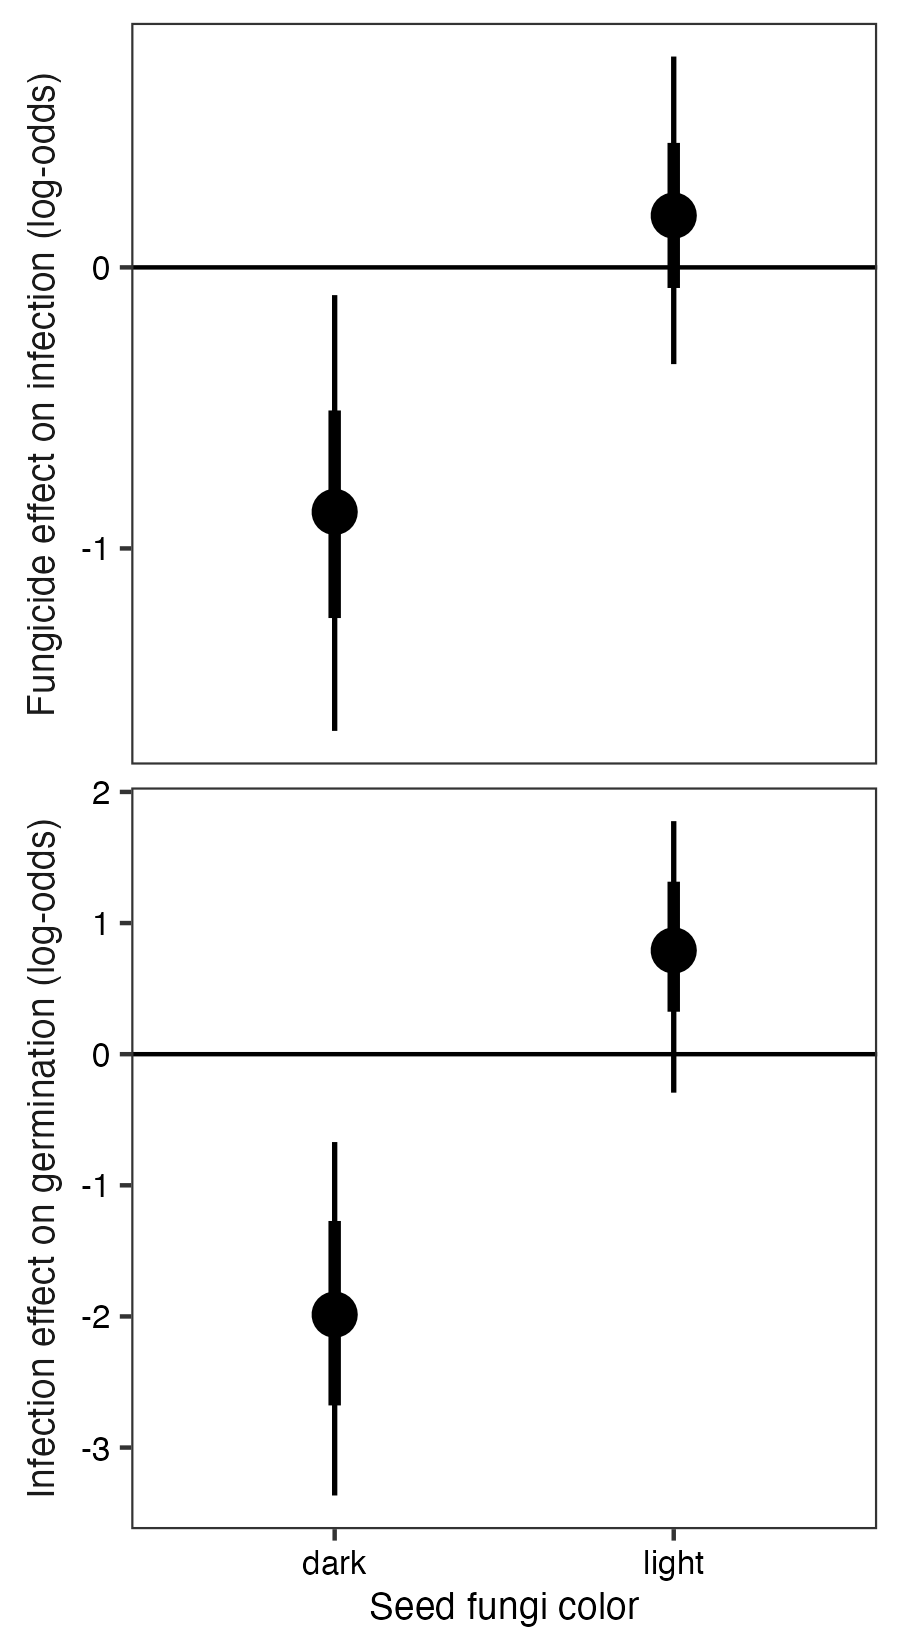 Fungicide effect on infection (log-odds)
0
-1
Infection effect on germination (log-odds)
2
1
0
-1
-2
-3
dark light
Seed fungi color